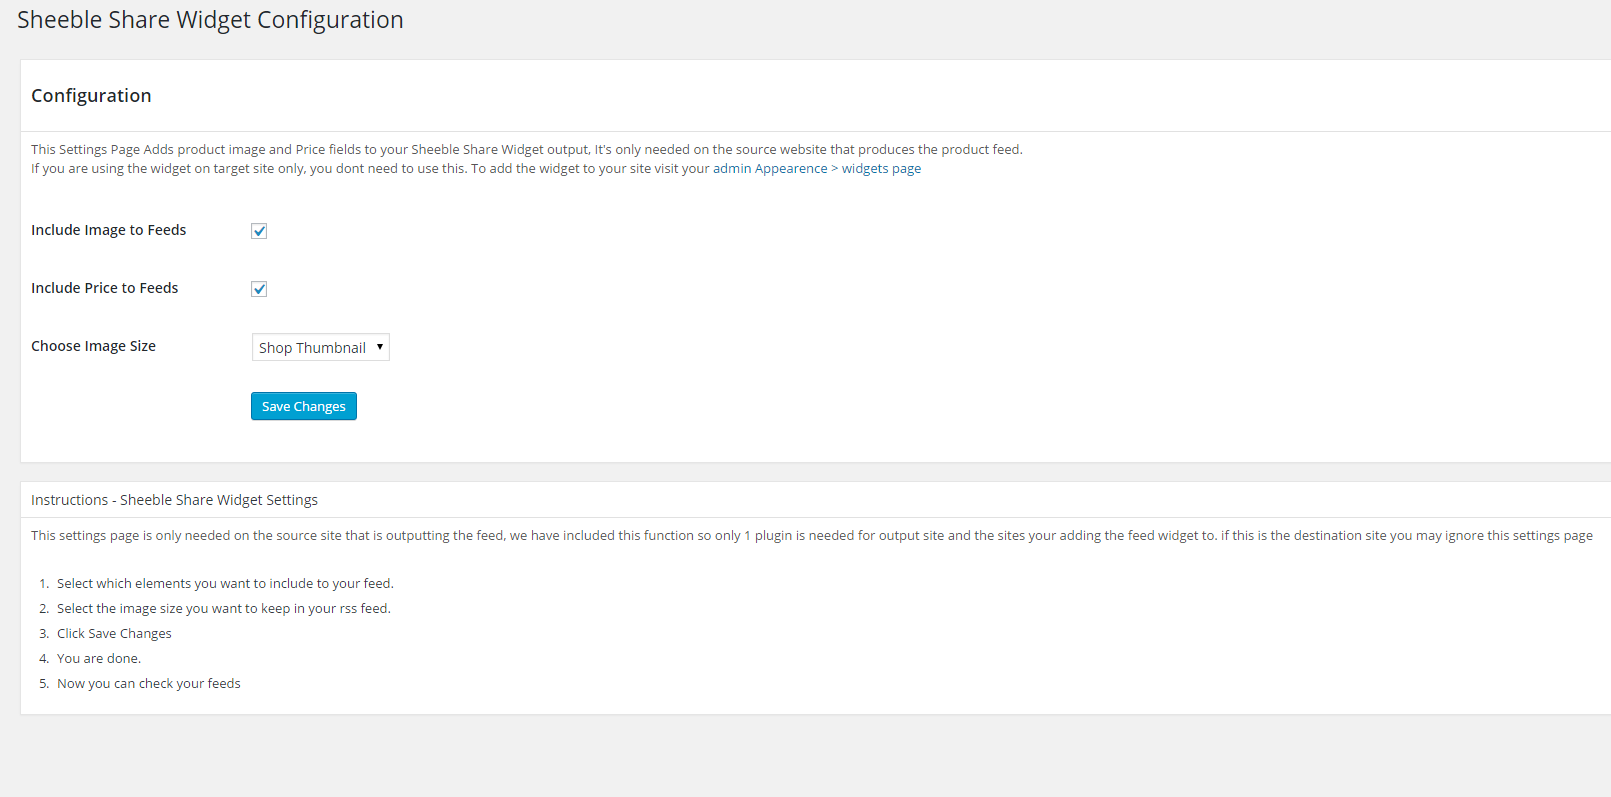 Sheeble Share Widget Configuration
Configuration
This Settings Page Adds product image and Price fields to your Sheeble Share Widget output, It's only needed on the source website that produces the product feed.
If you are using the widget on target site only, you dont need to use this. To add the widget to your site visit your admin Appearence > widgets page
Include Image to Feeds
Include Price to Feeds
Choose Image Size
Shop Thumbnail
Save Changes
Instructions - Sheeble Share Widget Settings
This settings page is only needed on the source site that is outputting the feed, we have included this function so only 1 plugin is needed for output site and the sites your adding the feed widget to. if this is the destination site you may ignore this settings page
1. Select which elements you want to include to your feed.
2. Select the image size you want to keep in your rss feed.
3. Click Save Changes
4. You are done.
5. Now you can check your feeds